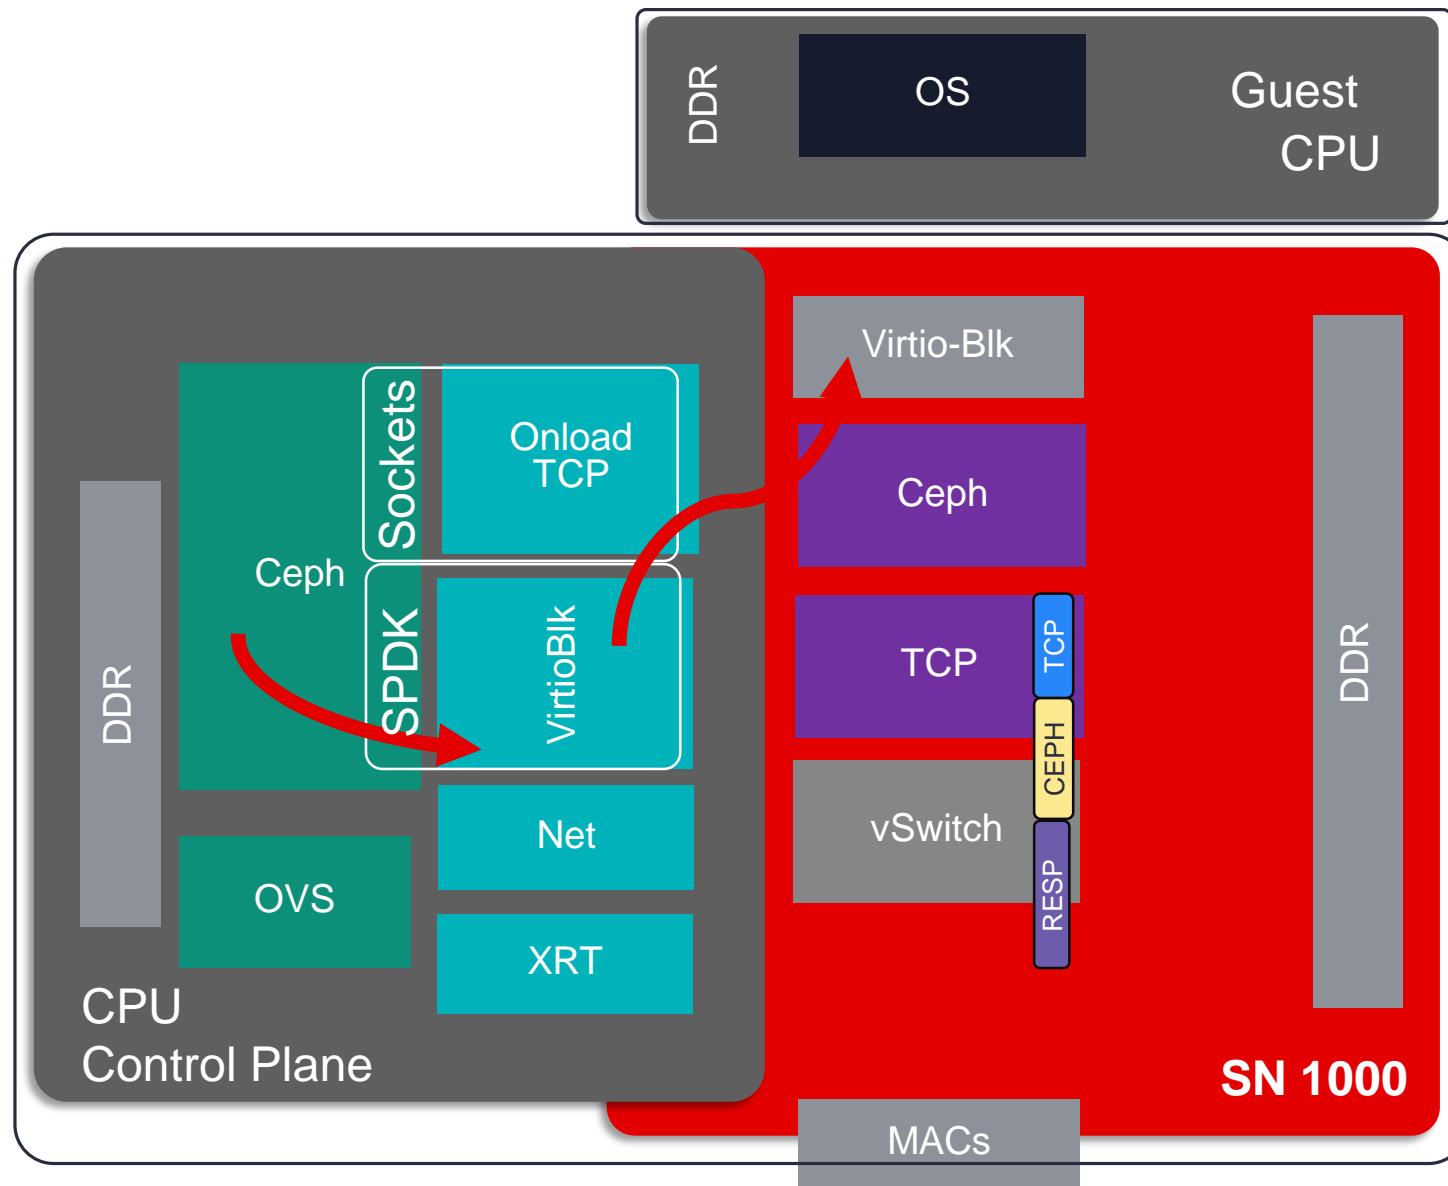 DDR
OS
Guest
CPU
Virtio-Blk
Sockets
Onload
TCP
Ceph
Ceph
SPDK
VirtioBlk
TCP
TCP
DDR
DDR
CEPH
Net
vSwitch
RESP
OVS
XRT
CPU
Control Plane
SN 1000
MACs